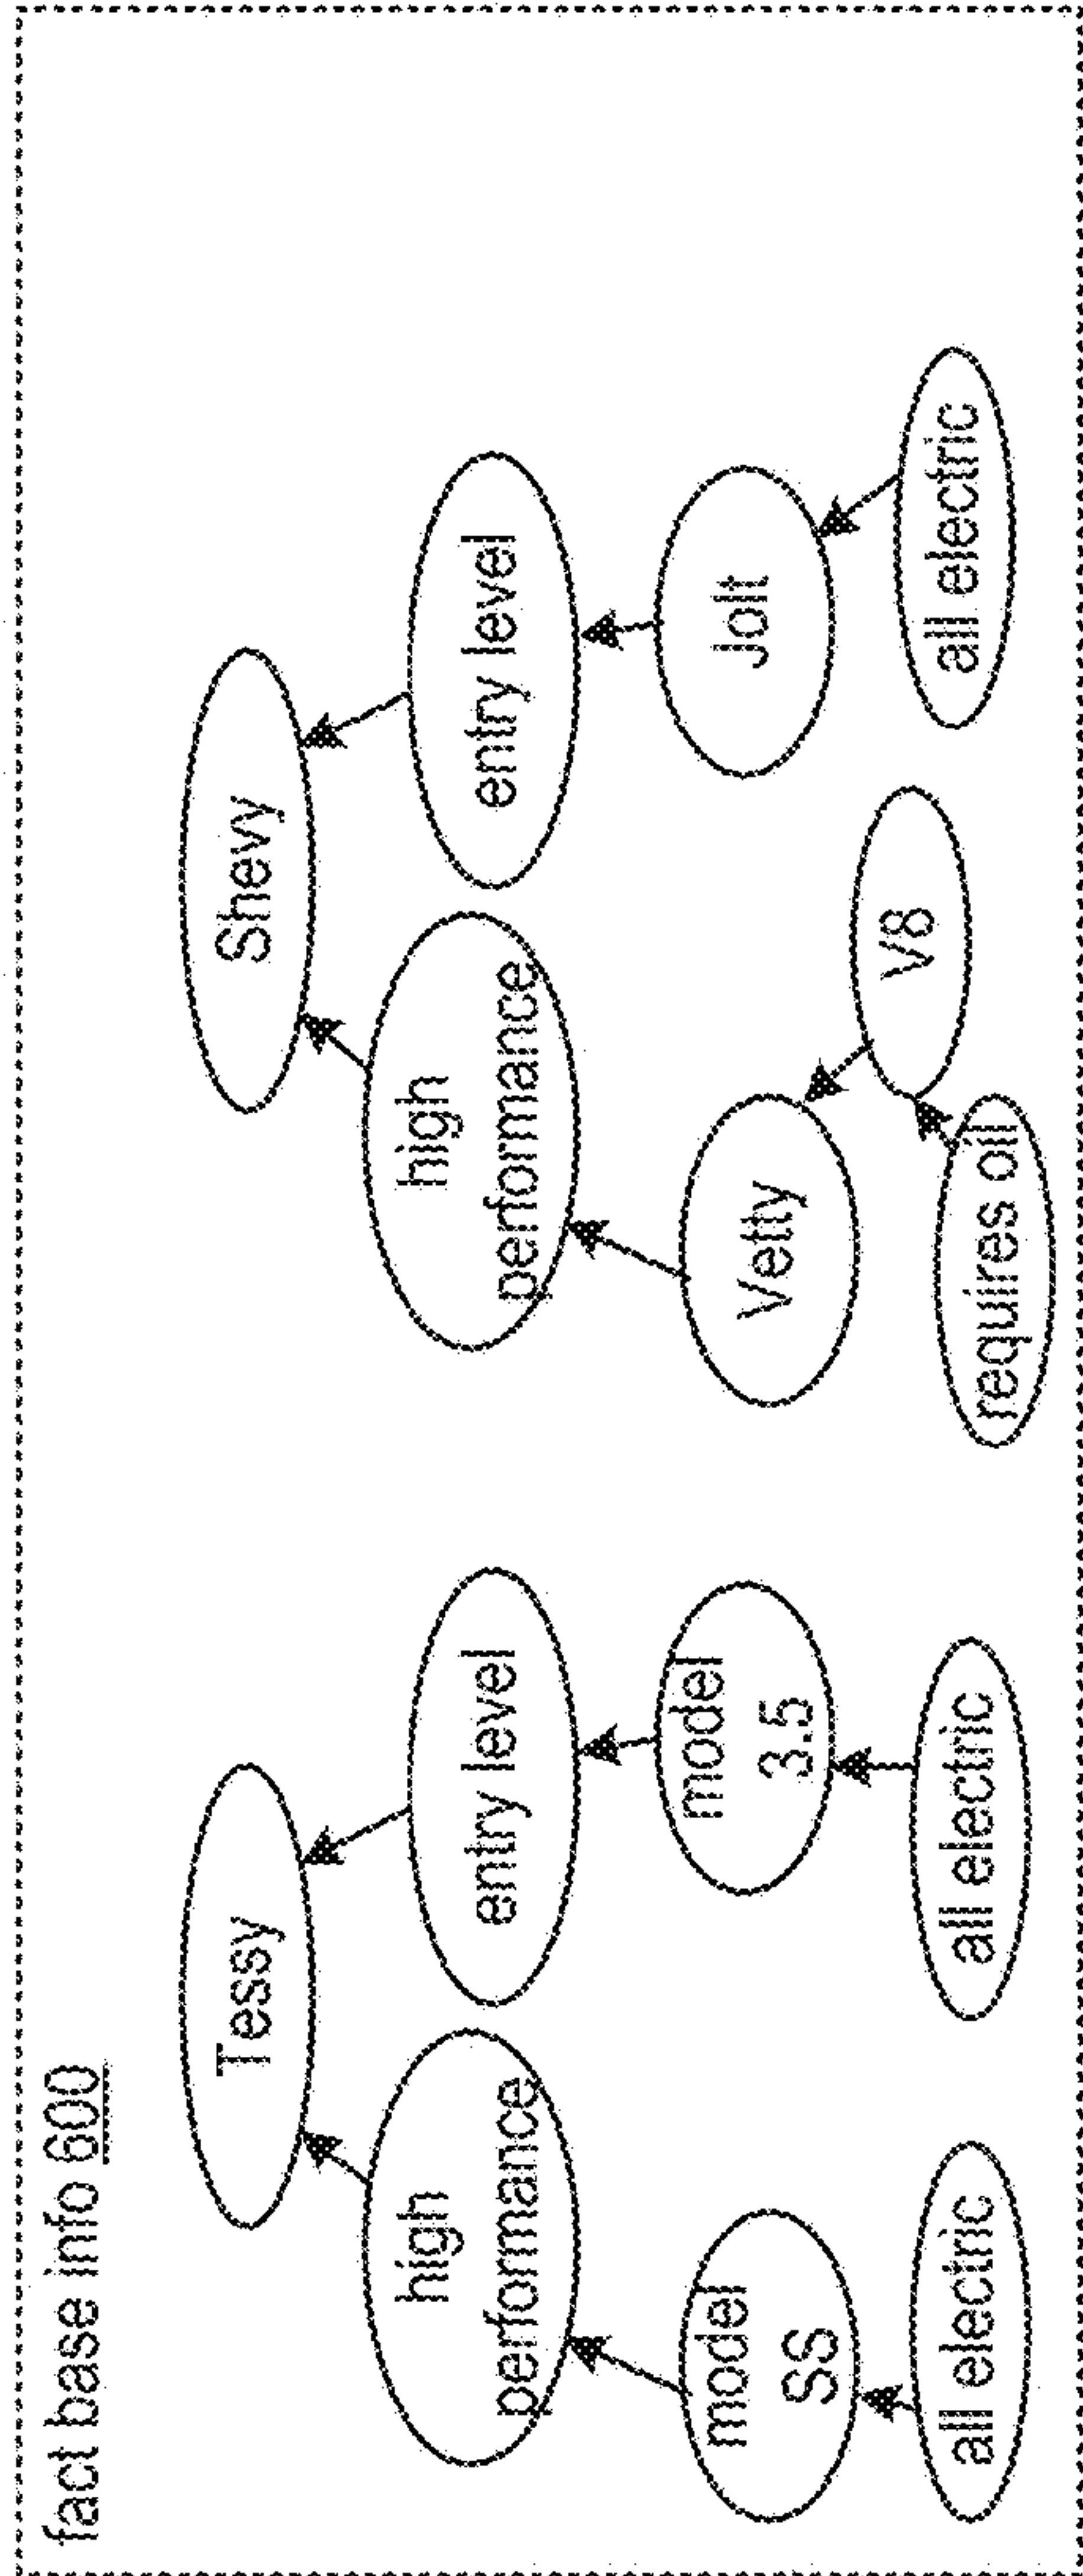 fact base info 600
Tessy
high
performance
entry level
model
SS
model
3.5
all electric
all electric
Shevy
high
performance
entry level
Vetty
Jolt
V8
requires oil
all electric